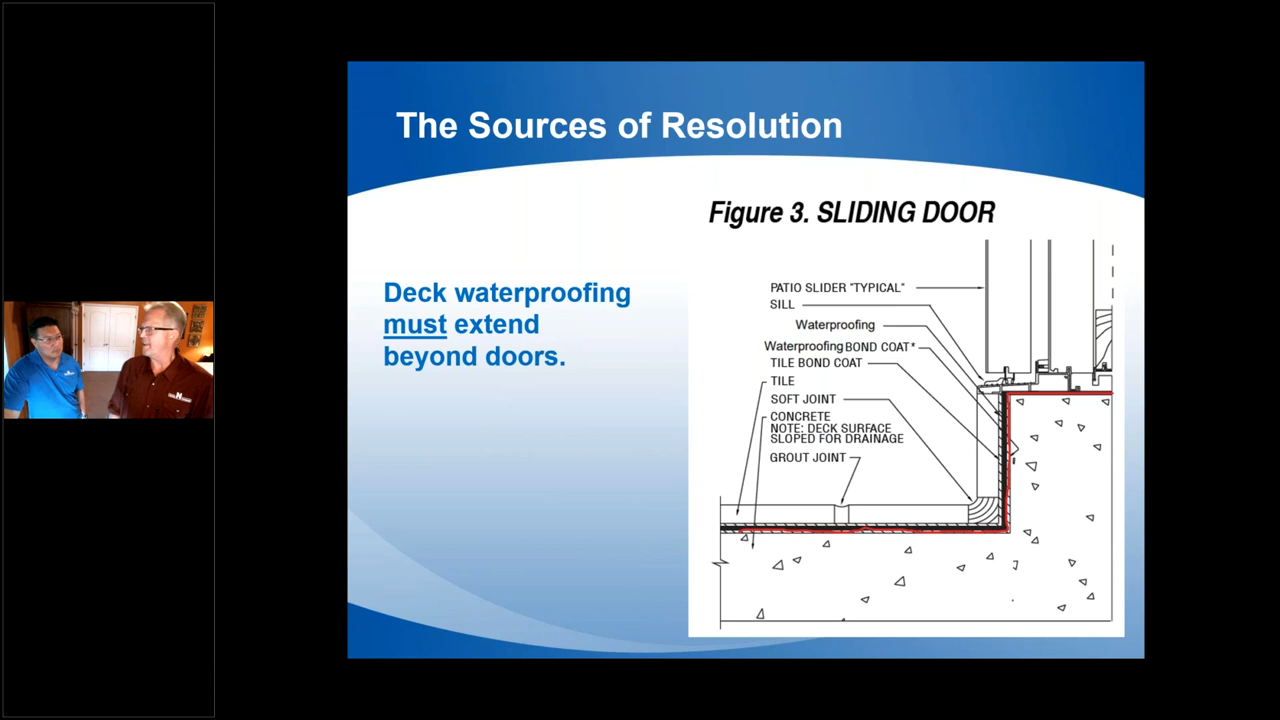 The Sources of Resolution
Figure 3. SLIDING DOOR
Deck waterproofing
must extend
beyond doors.
PATIO SLIDER "TYPICAL"
SILL
Waterproofing
Waterproofing BOND COAT*
TILE BOND COAT
TILE
SOFT JOINT
CONCRETE
NOTE: DECK SURFACE
SLOPED FOR DRAINAGE
GROUT JOINT